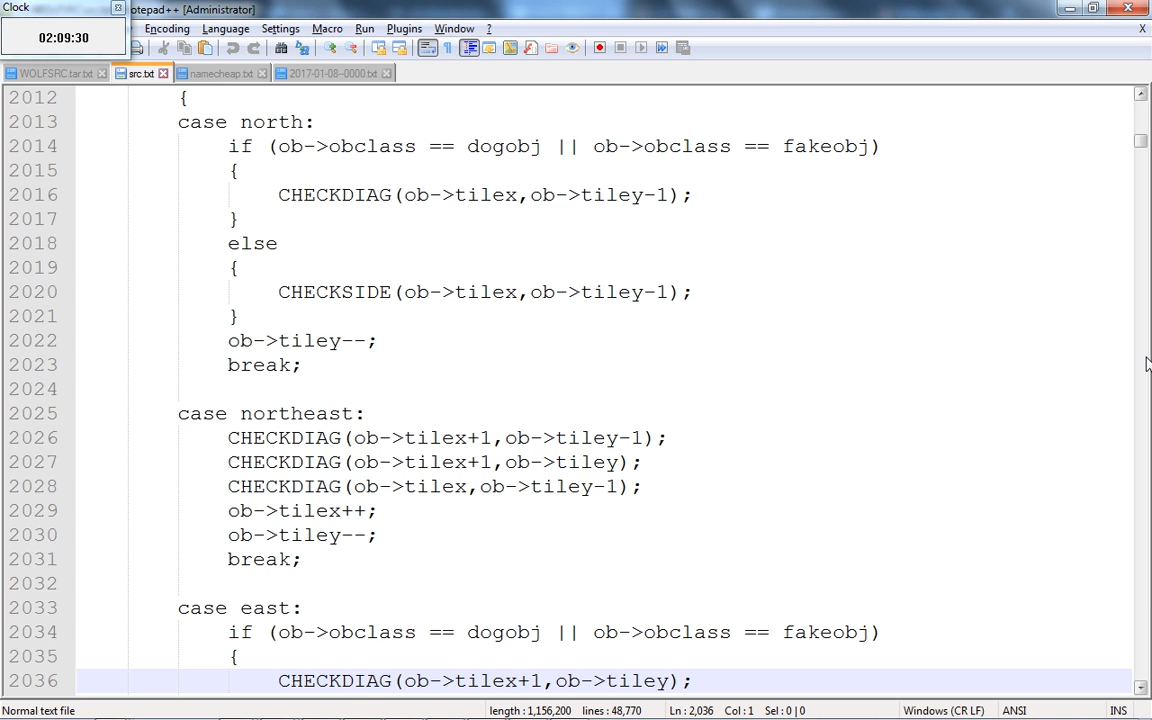 Clock
otepad++ [Administrator]
02:09:30
Encoding Language Settings Macro Run Plugins Window ? X
WOLFSRC.tar.txt src.txt namecheap.txt 2017-01-08--0000.txt
2012 {
2013 case north:
2014 if (ob->obclass == dogobj || ob->obclass == fakeobj)
2015 {
2016 CHECKDIAG(ob->tilex,ob->tiley-1);
2017 }
2018 else
2019 {
2020 CHECKSIDE(ob->tilex,ob->tiley-1);
2021 }
2022 ob->tiley--;
2023 break;
2024
2025 case northeast:
2026 CHECKDIAG(ob->tilex+1,ob->tiley-1);
2027 CHECKDIAG(ob->tilex+1,ob->tiley);
2028 CHECKDIAG(ob->tilex,ob->tiley-1);
2029 ob->tilex++;
2030 ob->tiley--;
2031 break;
2032
2033 case east:
2034 if (ob->obclass == dogobj || ob->obclass == fakeobj)
2035 {
2036 CHECKDIAG(ob->tilex+1,ob->tiley);
Normal text file length : 1,156,200 lines : 48,770 Ln : 2,036 Col : 1 Sel : 0 | 0 Windows (CR LF) ANSI INS